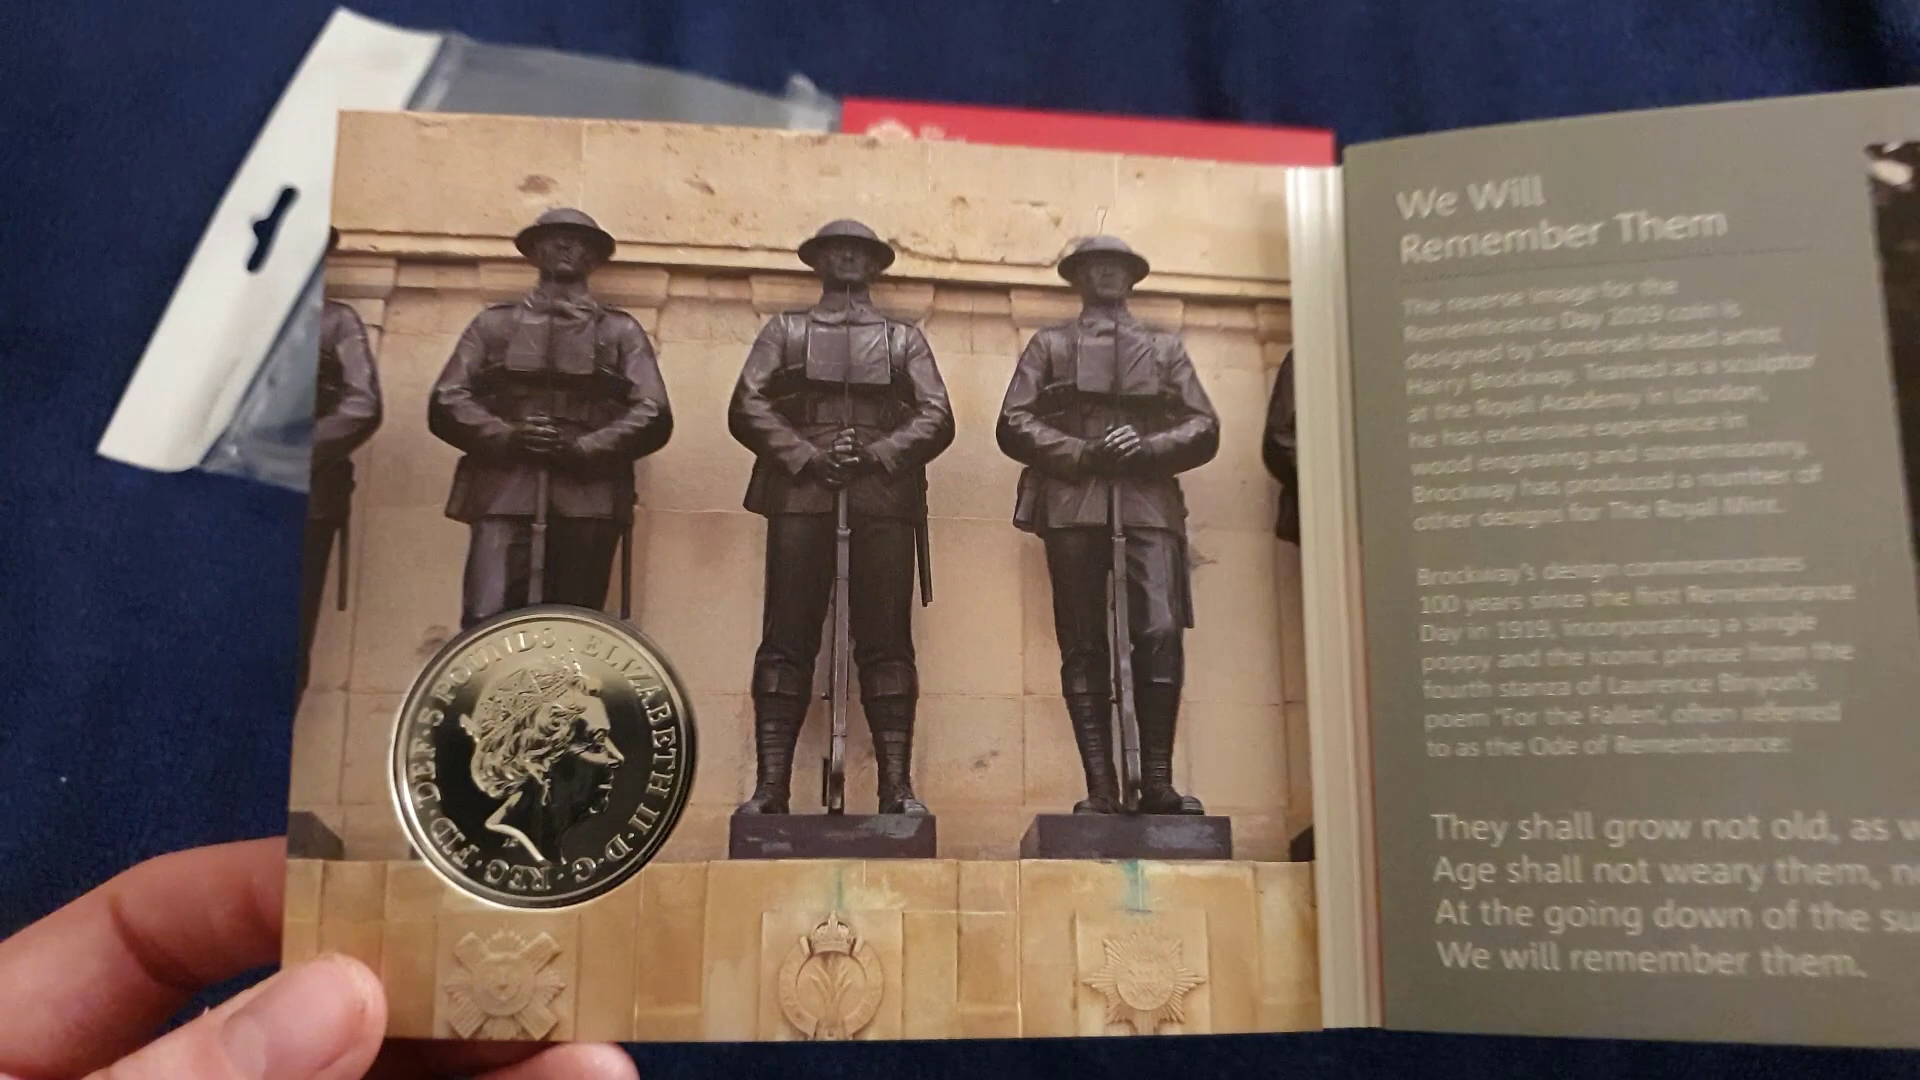 5 POUNDS · ELIZABETH II · D · G · REG · FID · DEF ·
We Will
Remember Them
The reverse image for the
Remembrance Day 2019 coin is
designed by Somerset based artist
Harry Brockway. Trained as a sculptor
at the Royal Academy in London,
he has extensive experience in
wood engraving and stonemasonry.
Brockway has produced a number of
other designs for The Royal Mint.
Brockway's design commemorates
100 years since the first Remembrance
Day in 1919, incorporating a single
poppy and the iconic phrase from the
fourth stanza of Laurence Binyon's
poem 'For the Fallen', often referred
to as the Ode of Remembrance:
They shall grow not old, as
Age shall not weary them,
At the going down of the
We will remember them.